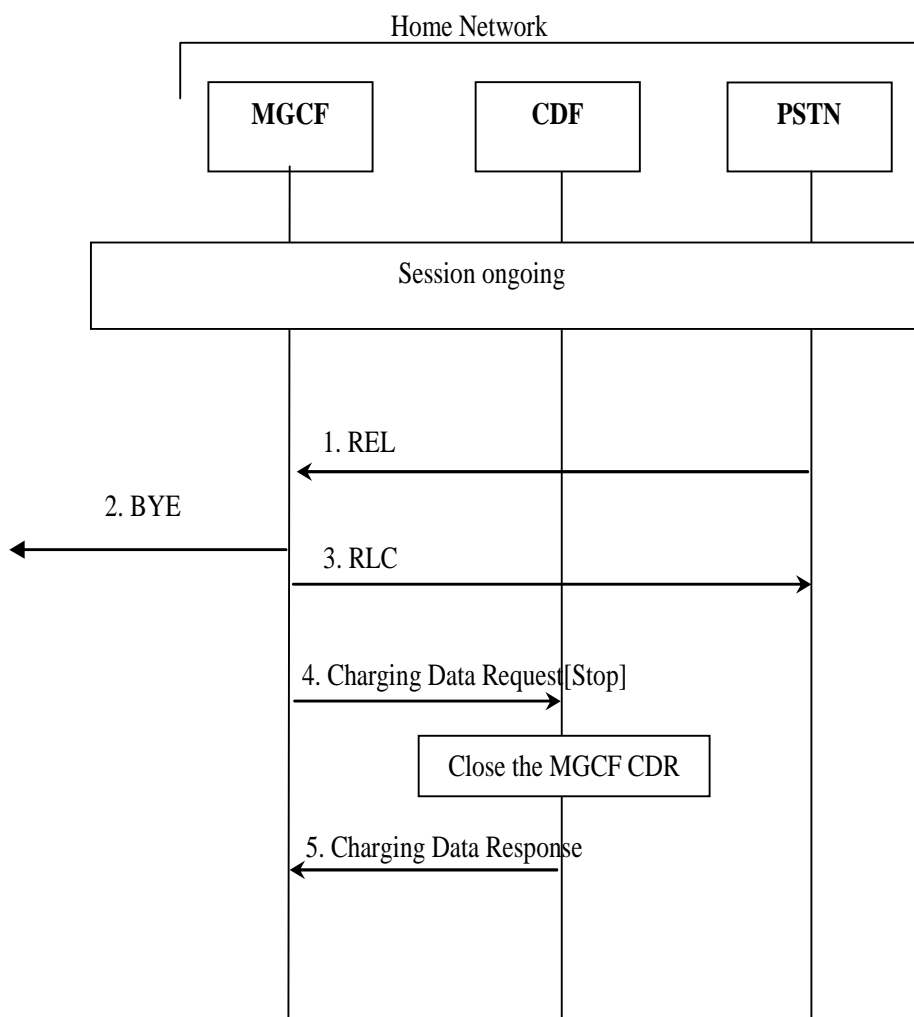 Home Network
MGCF
CDF
PSTN
Session ongoing
1. REL
2. BYE
3. RLC
4. Charging Data Request[Stop]
Close the MGCF CDR
5. Charging Data Response